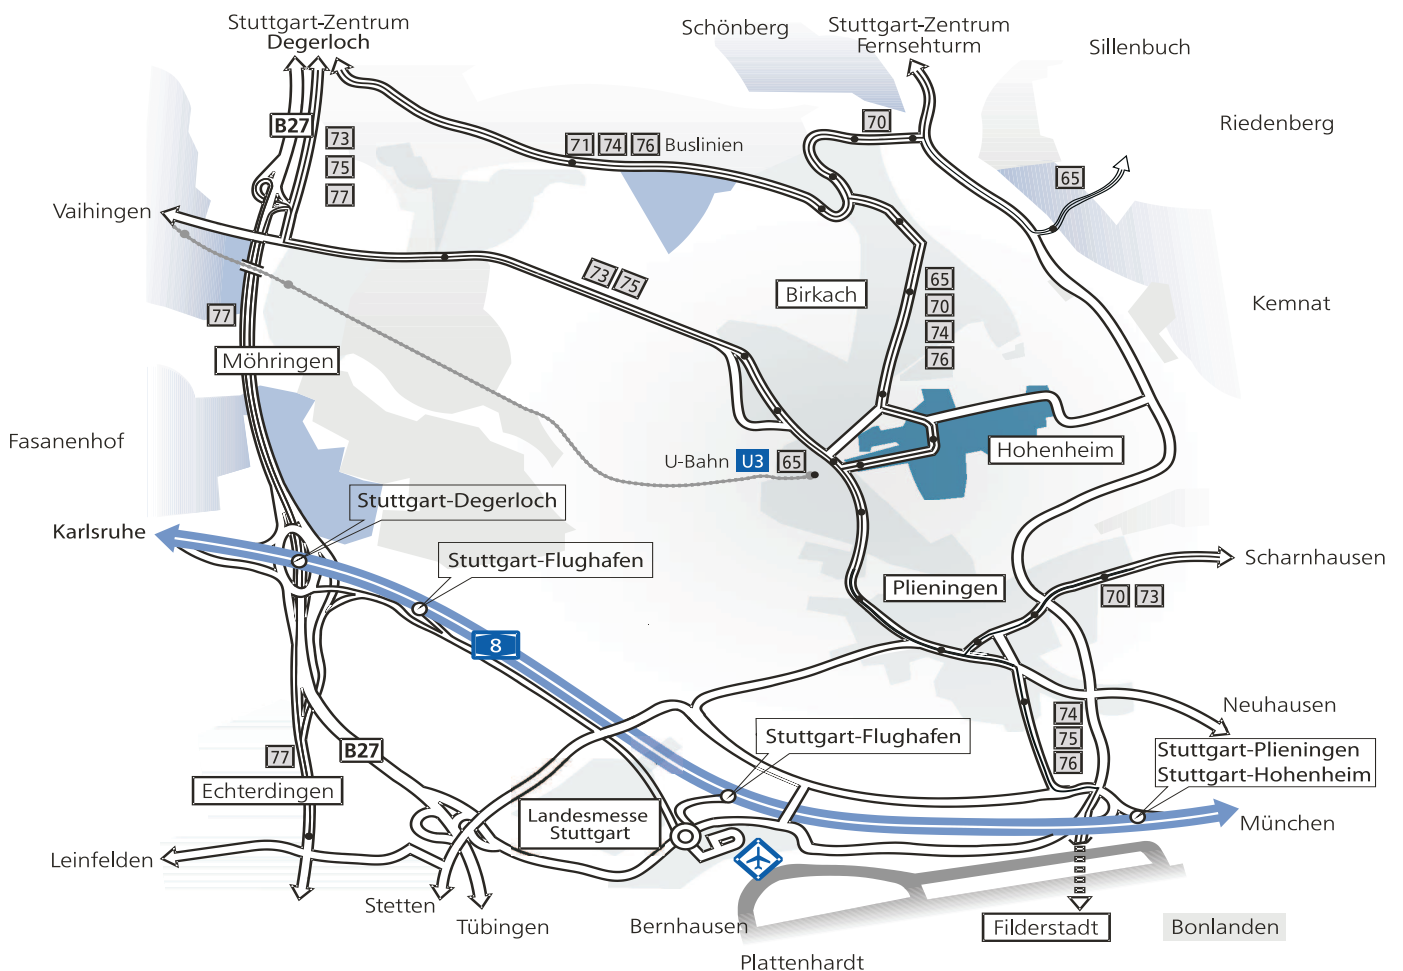 Stuttgart-Zentrum
Degerloch
Schönberg
Stuttgart-Zentrum
Fernsehturm
Sillenbuch
Riedenberg
B27
73
75
77
71 74 76 Buslinien
70
65
Vaihingen
73 75
Birkach
65
70
74
76
Kemnat
77
Möhringen
Fasanenhof
U-Bahn U3 65
Hohenheim
Stuttgart-Degerloch
Karlsruhe
Stuttgart-Flughafen
Scharnhausen
Plieningen
70 73
8
Neuhausen
74
75
76
Stuttgart-Flughafen
Stuttgart-Plieningen
Stuttgart-Hohenheim
77
B27
Echterdingen
Landesmesse
Stuttgart
München
Leinfelden
Stetten
Tübingen
Bernhausen
Filderstadt
Bonlanden
Plattenhardt